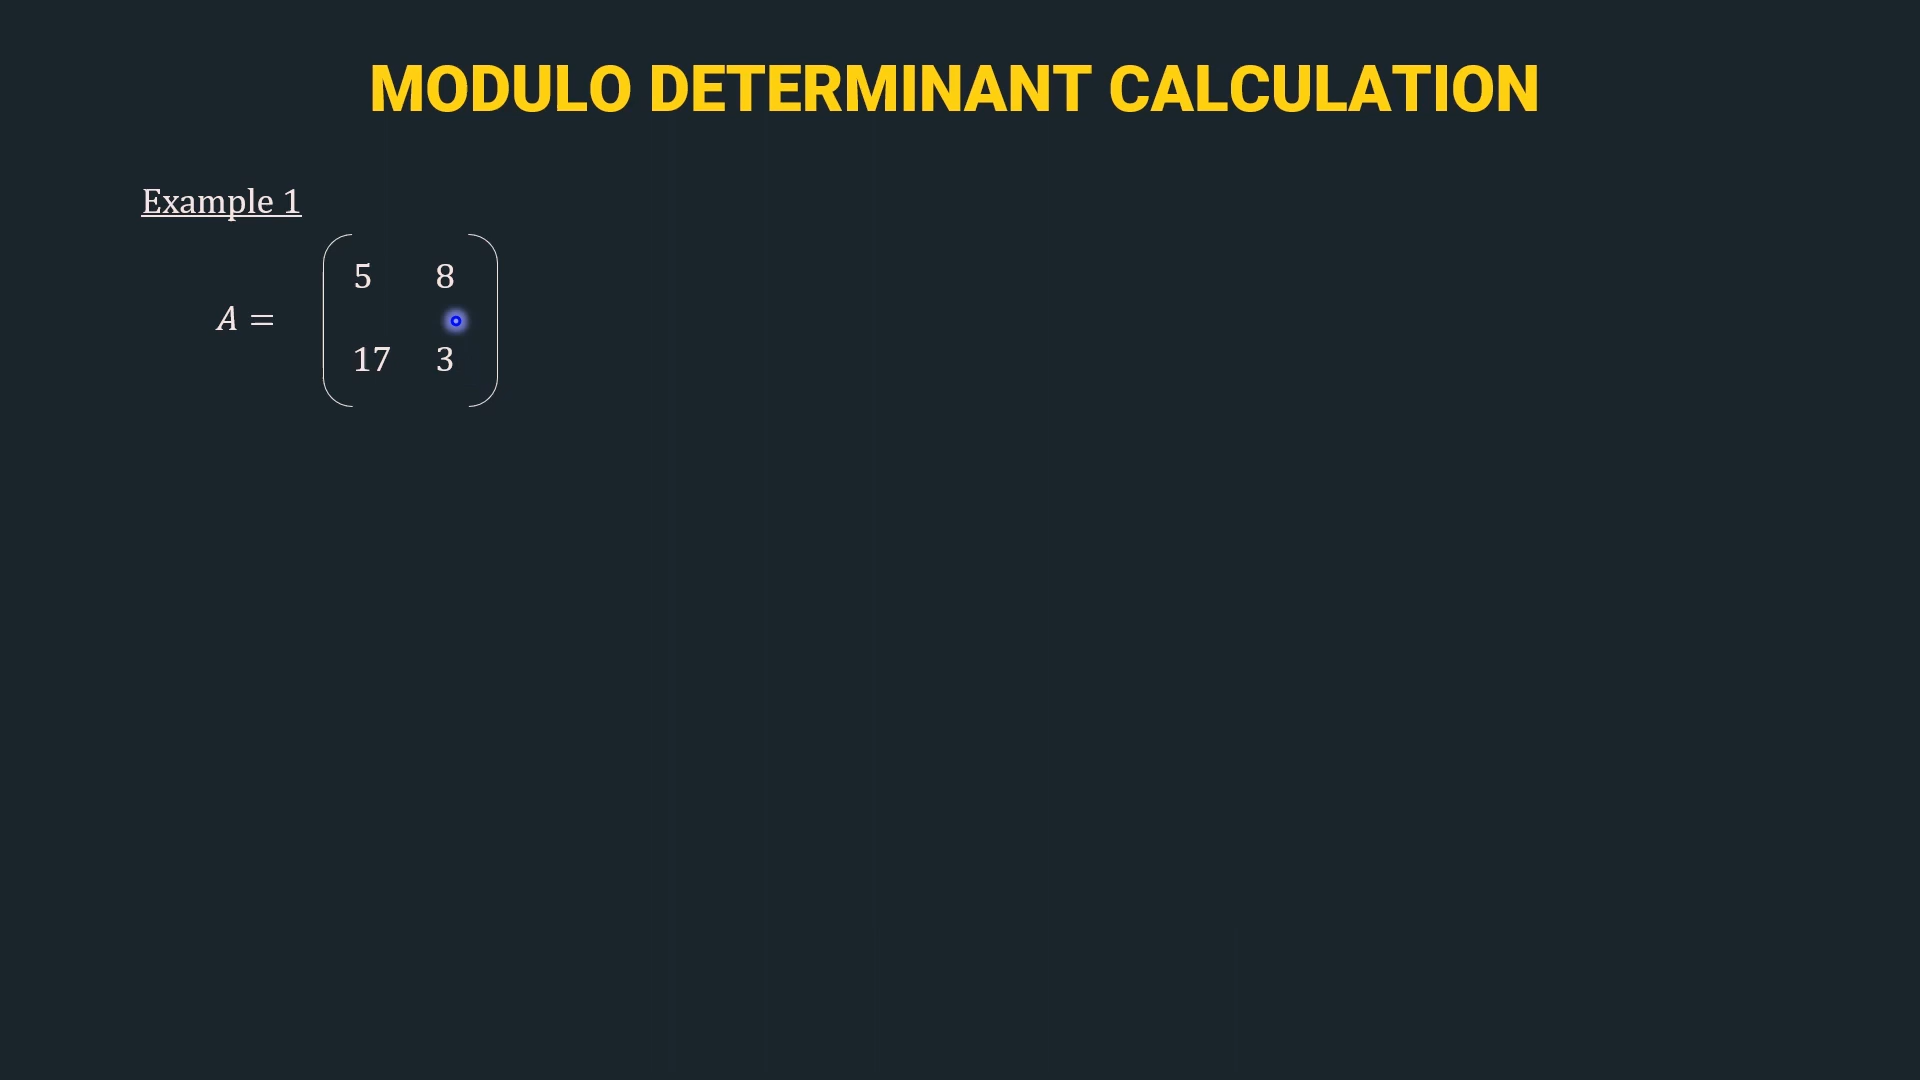 MODULO DETERMINANT CALCULATION
Example 1
5 8
A =
17 3